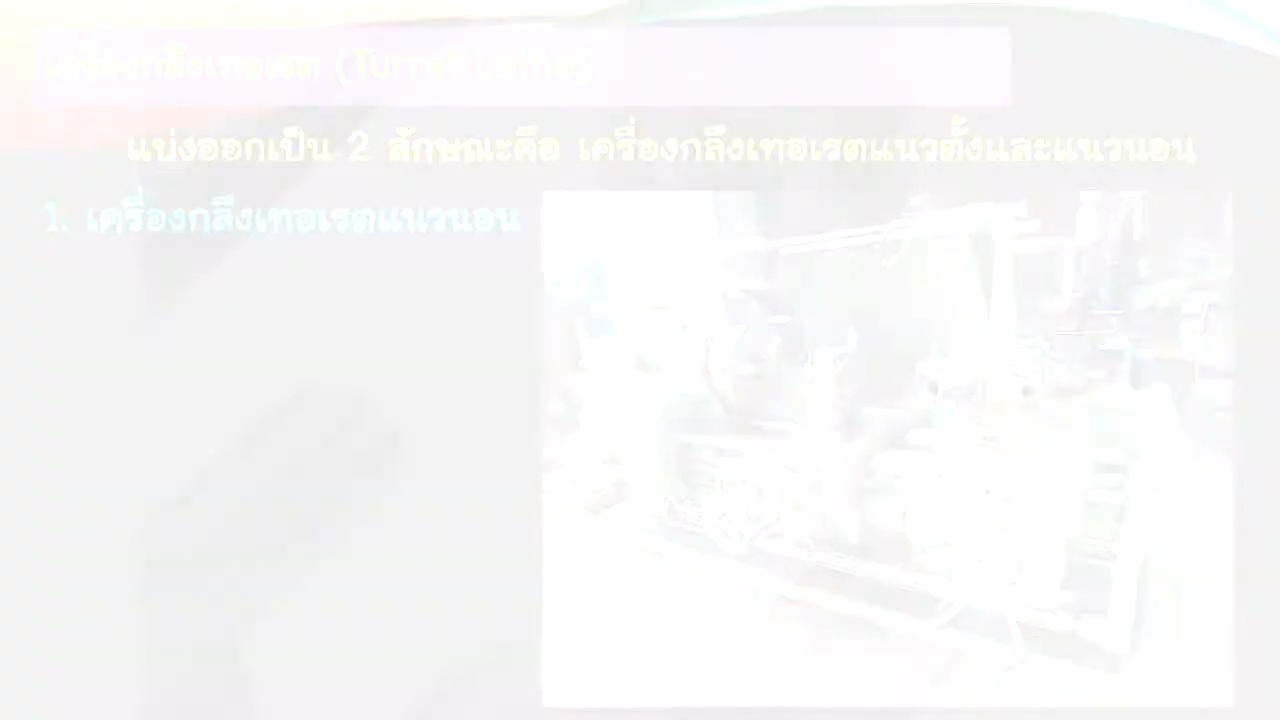 เครื่องกลึงเทอเรต (Turret Lathe)
แบ่งออกเป็น 2 ลักษณะคือ เครื่องกลึงเทอเรตแนวตั้งและแนวนอน
1. เครื่องกลึงเทอเรตแนวนอน